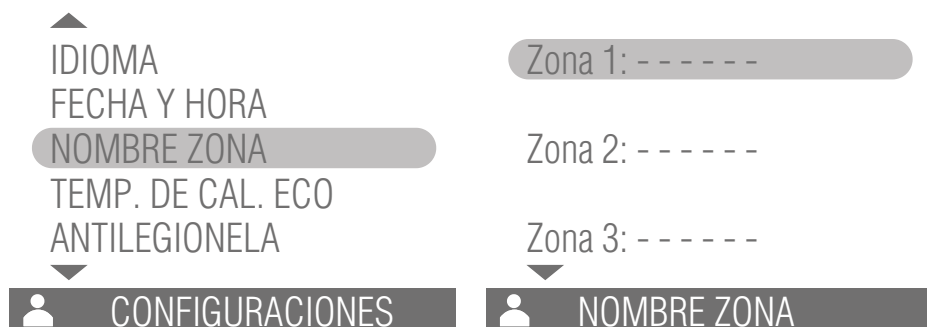 IDIOMA
FECHA Y HORA
NOMBRE ZONA
TEMP. DE CAL. ECO
ANTILEGIONELA
CONFIGURACIONES
Zona 1: - - - - - -
Zona 2: - - - - - -
Zona 3: - - - - - -
NOMBRE ZONA